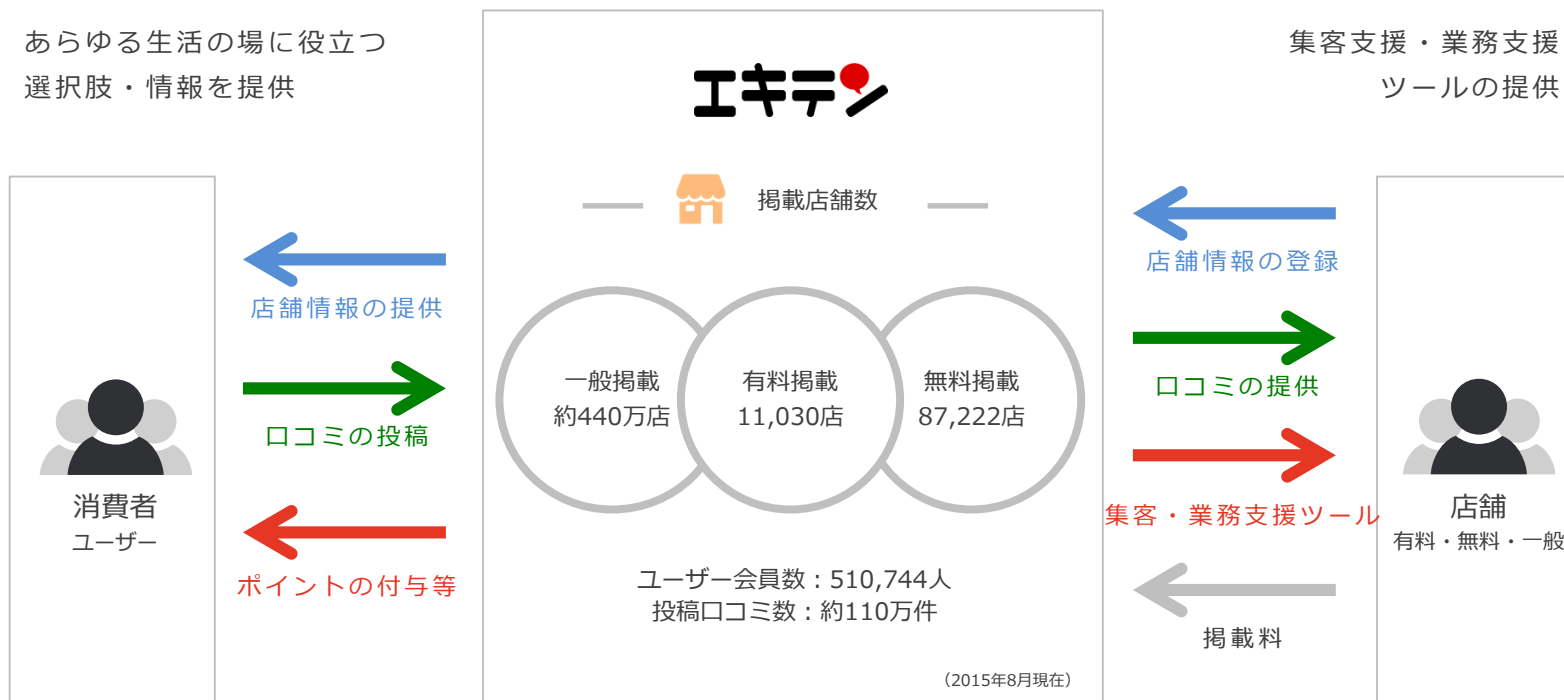 あらゆる生活の場に役立つ
選択肢・情報を提供
集客支援・業務支援
ツールの提供
エキテン
掲載店舗数
店舗情報の提供
口コミの投稿
ポイントの付与等
消費者
ユーザー
一般掲載
約440万店
有料掲載
11,030店
無料掲載
87,222店
ユーザー会員数：510,744人
投稿口コミ数：約110万件
（2015年8月現在）
店舗情報の登録
口コミの提供
集客・業務支援ツール
掲載料
店舗
有料・無料・一般